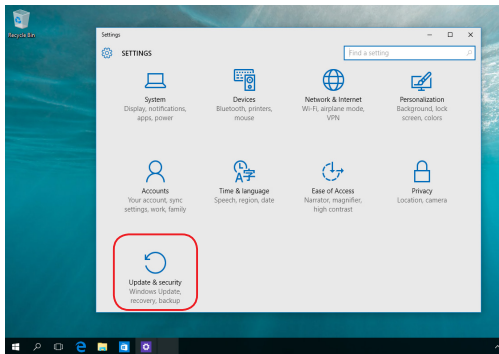 Recycle Bin
Settings
SETTINGS
Find a setting
System
Display, notifications,
apps, power
Devices
Bluetooth, printers,
mouse
Network & Internet
Wi-Fi, airplane mode,
VPN
Personalization
Background, lock
screen, colors
Accounts
Your account, sync
settings, work, family
Time & language
Speech, region, date
Ease of Access
Narrator, magnifier,
high contrast
Privacy
Location, camera
Update & security
Windows Update,
recovery, backup